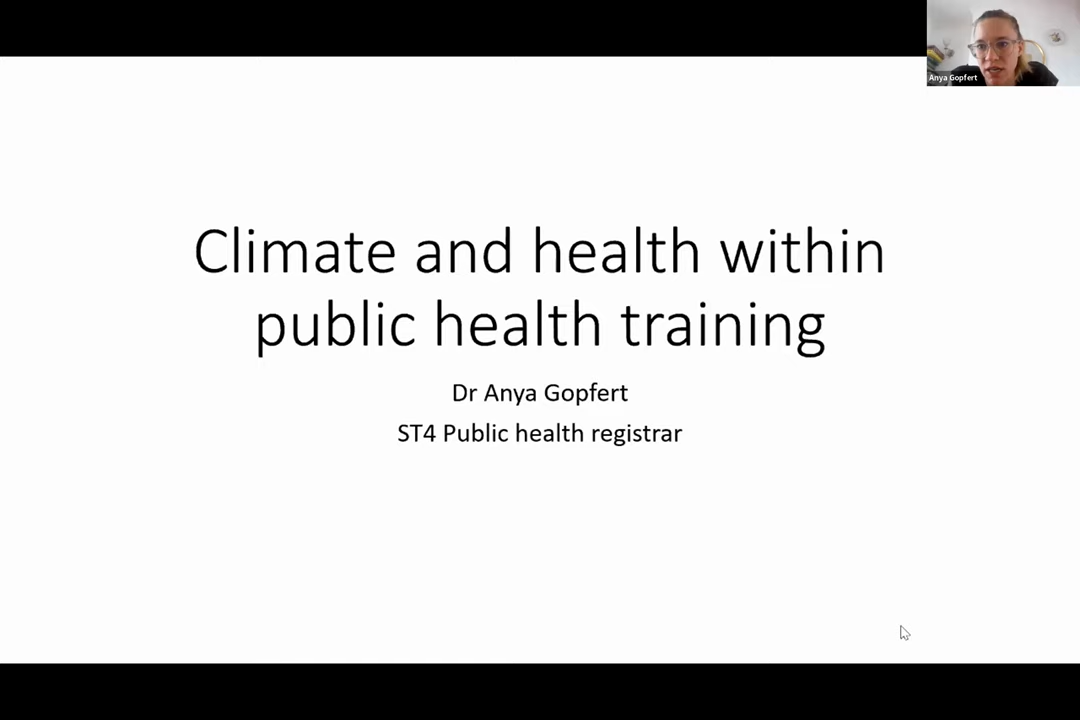 Anya Gopfert
Climate and health within
public health training
Dr Anya Gopfert
ST4 Public health registrar